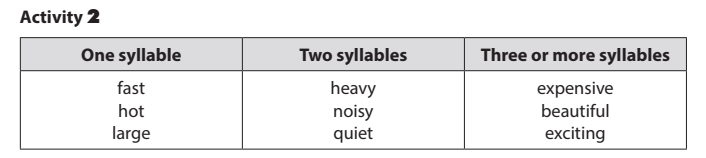 Activity 2
One syllable Two syllables Three or more syllables
fast heavy expensive
hot noisy beautiful
large quiet exciting